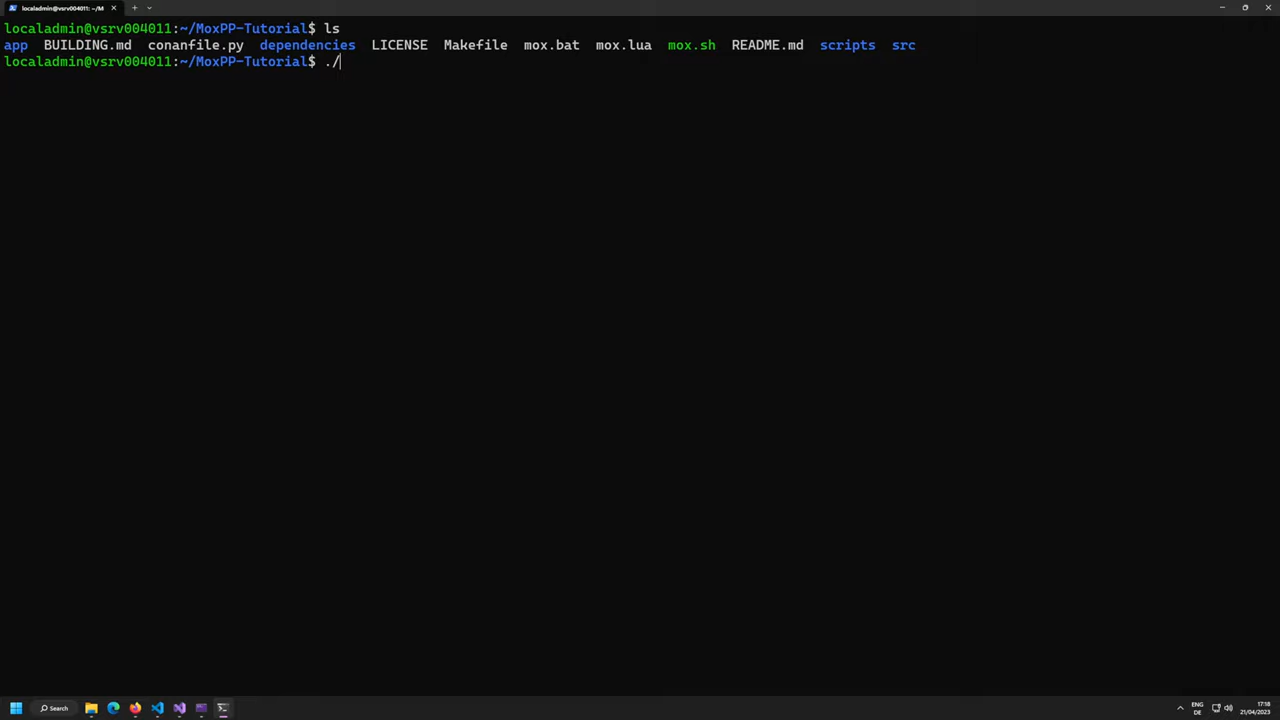 localadmin@vsrv004011: ~/M
localadmin@vsrv004011:~/MoxPP-Tutorial$ ls
app  BUILDING.md  conanfile.py  dependencies  LICENSE  Makefile  mox.bat  mox.lua  mox.sh  README.md  scripts  src
localadmin@vsrv004011:~/MoxPP-Tutorial$ ./
Search
ENG
DE
17:18
21/04/2023